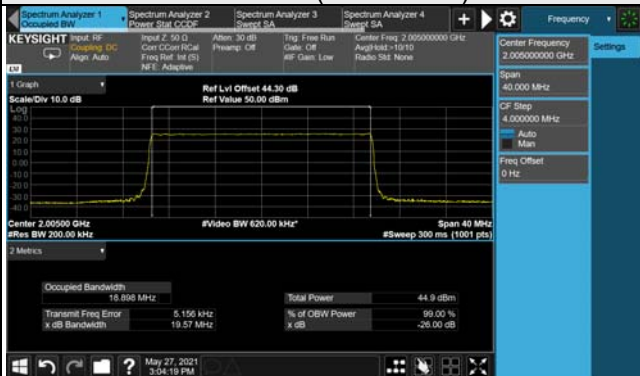 Spectrum Analyzer 1
Occupied BW
Spectrum Analyzer 2
Power Stat CCDF
Spectrum Analyzer 3
Swept SA
Spectrum Analyzer 4
Swept SA
Frequency
KEYSIGHT
Input: RF
Coupling: DC
Align: Auto
Input Z: 50 Ω
Corr CCorr RCal
Freq Ref: Int (S)
NFE: Adaptive
Atten: 30 dB
Preamp: Off
Trig: Free Run
Gate: Off
#IF Gain: Low
Center Freq: 2.005000000 GHz
Avg|Hold:>10/10
Radio Std: None
Center Frequency
2.005000000 GHz
Settings
Span
40.000 MHz
CF Step
4.000000 MHz
Auto
Man
Freq Offset
0 Hz
1 Graph
Scale/Div 10.0 dB
Ref Lvl Offset 44.30 dB
Ref Value 50.00 dBm
Log
40.0
30.0
20.0
10.0
0.00
-10.0
-20.0
-30.0
-40.0
Center 2.00500 GHz
#Res BW 200.00 kHz
#Video BW 620.00 kHz*
Span 40 MHz
#Sweep 300 ms (1001 pts)
2 Metrics
Occupied Bandwidth
18.898 MHz
Total Power 44.9 dBm
Transmit Freq Error 5.156 kHz
% of OBW Power 99.00 %
x dB Bandwidth 19.57 MHz
x dB -26.00 dB
May 27, 2021
3:04:19 PM